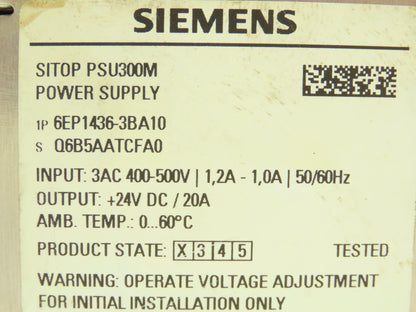 SIEMENS
SITOP PSU300M
POWER SUPPLY
1P 6EP1436-3BA10
S Q6B5AATCFA0
INPUT: 3AC 400-500V | 1,2A - 1,0A | 50/60Hz
OUTPUT: +24V DC / 20A
AMB. TEMP.: 0...60°C
PRODUCT STATE: X 3 4 5 TESTED
WARNING: OPERATE VOLTAGE ADJUSTMENT
FOR INITIAL INSTALLATION ONLY